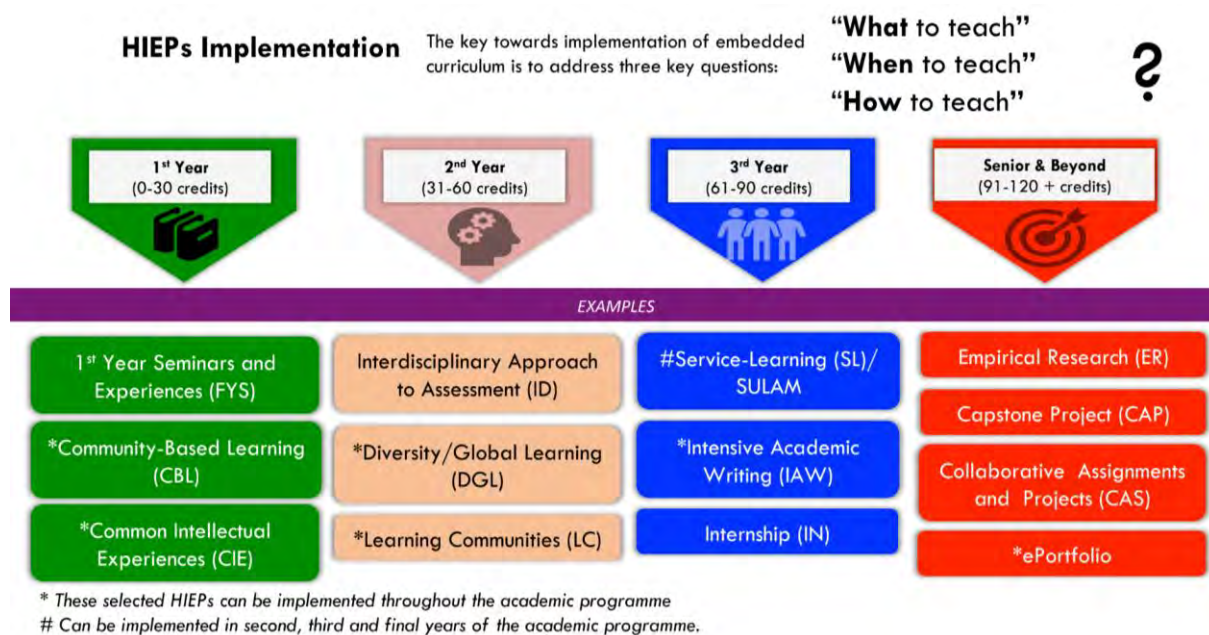 HIEPs Implementation
The key towards implementation of embedded
curriculum is to address three key questions:
“What to teach”
“When to teach”
“How to teach”
?
1st Year
(0-30 credits)
2nd Year
(31-60 credits)
3rd Year
(61-90 credits)
Senior & Beyond
(91-120 + credits)
EXAMPLES
1st Year Seminars and
Experiences (FYS)
*Community-Based Learning
(CBL)
*Common Intellectual
Experiences (CIE)
Interdisciplinary Approach
to Assessment (ID)
*Diversity/Global Learning
(DGL)
*Learning Communities (LC)
#Service-Learning (SL)/
SULAM
*Intensive Academic
Writing (IAW)
Internship (IN)
Empirical Research (ER)
Capstone Project (CAP)
Collaborative Assignments
and Projects (CAS)
*ePortfolio
* These selected HIEPs can be implemented throughout the academic programme
# Can be implemented in second, third and final years of the academic programme.